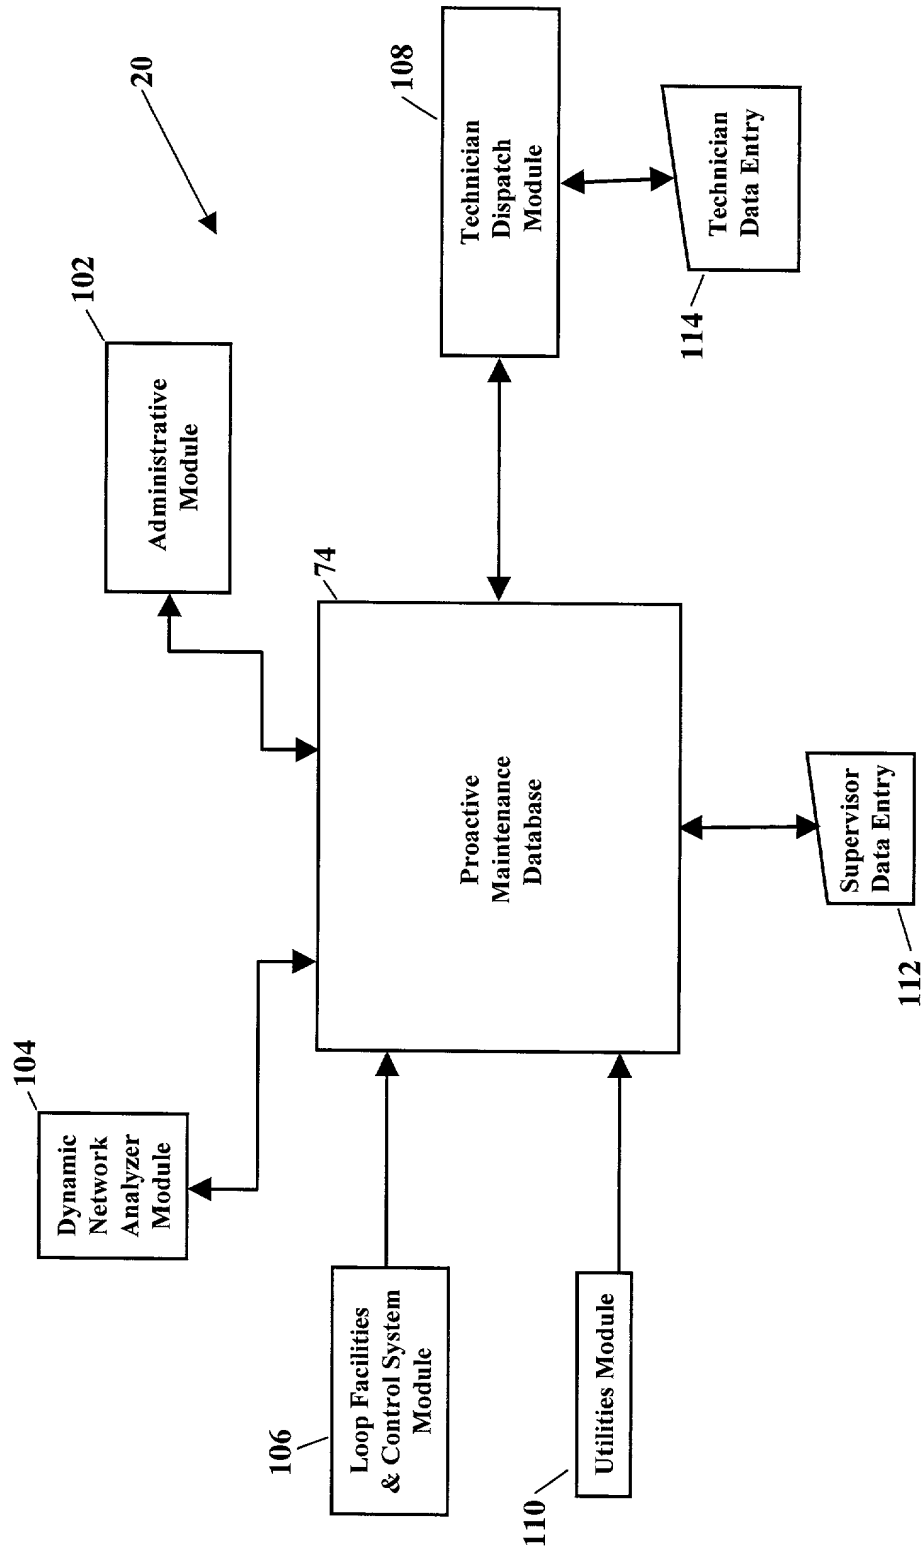 20
102
Administrative
Module
108
Technician
Dispatch
Module
Technician
Data Entry
114
104
Dynamic
Network
Analyzer
Module
74
Proactive
Maintenance
Database
106
Loop Facilities
& Control System
Module
110
Utilities Module
Supervisor
Data Entry
112